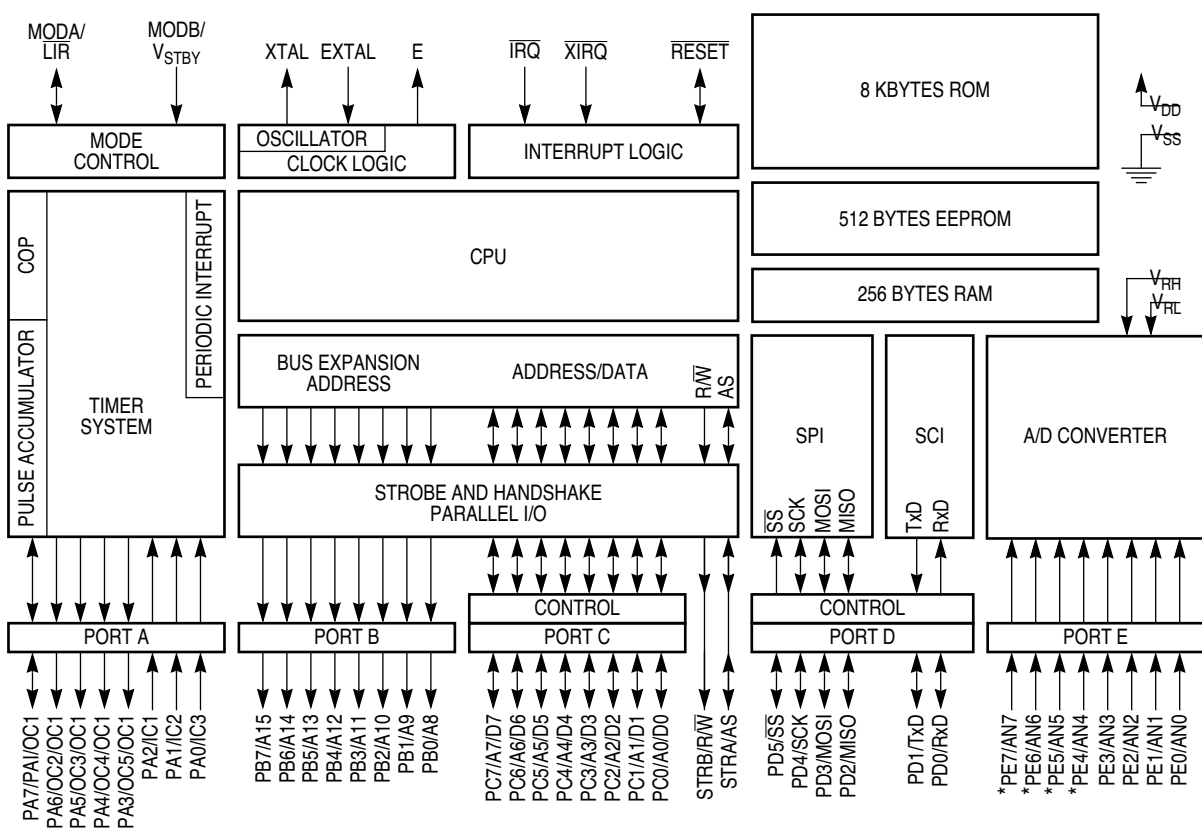 MODA/
L̅I̅R̅
MODB/
VSTBY
XTAL
EXTAL
E
I̅R̅Q̅
X̅I̅R̅Q̅
R̅E̅S̅E̅T̅
8 KBYTES ROM
VDD
VSS
MODE
CONTROL
OSCILLATOR
CLOCK LOGIC
INTERRUPT LOGIC
COP
PERIODIC INTERRUPT
CPU
512 BYTES EEPROM
256 BYTES RAM
VRH
VRL
PULSE ACCUMULATOR
TIMER
SYSTEM
BUS EXPANSION
ADDRESS
ADDRESS/DATA
R/W̅
AS
SPI
SCI
A/D CONVERTER
STROBE AND HANDSHAKE
PARALLEL I/O
S̅S̅
SCK
MOSI
MISO
TxD
RxD
CONTROL
CONTROL
PORT A
PORT B
PORT C
PORT D
PORT E
PA7/PAI/OC1
PA6/OC2/OC1
PA5/OC3/OC1
PA4/OC4/OC1
PA3/OC5/OC1
PA2/IC1
PA1/IC2
PA0/IC3
PB7/A15
PB6/A14
PB5/A13
PB4/A12
PB3/A11
PB2/A10
PB1/A9
PB0/A8
PC7/A7/D7
PC6/A6/D6
PC5/A5/D5
PC4/A4/D4
PC3/A3/D3
PC2/A2/D2
PC1/A1/D1
PC0/A0/D0
STRB/R/W̅
STRA/AS
PD5/S̅S̅
PD4/SCK
PD3/MOSI
PD2/MISO
PD1/TxD
PD0/RxD
*PE7/AN7
*PE6/AN6
*PE5/AN5
*PE4/AN4
PE3/AN3
PE2/AN2
PE1/AN1
PE0/AN0